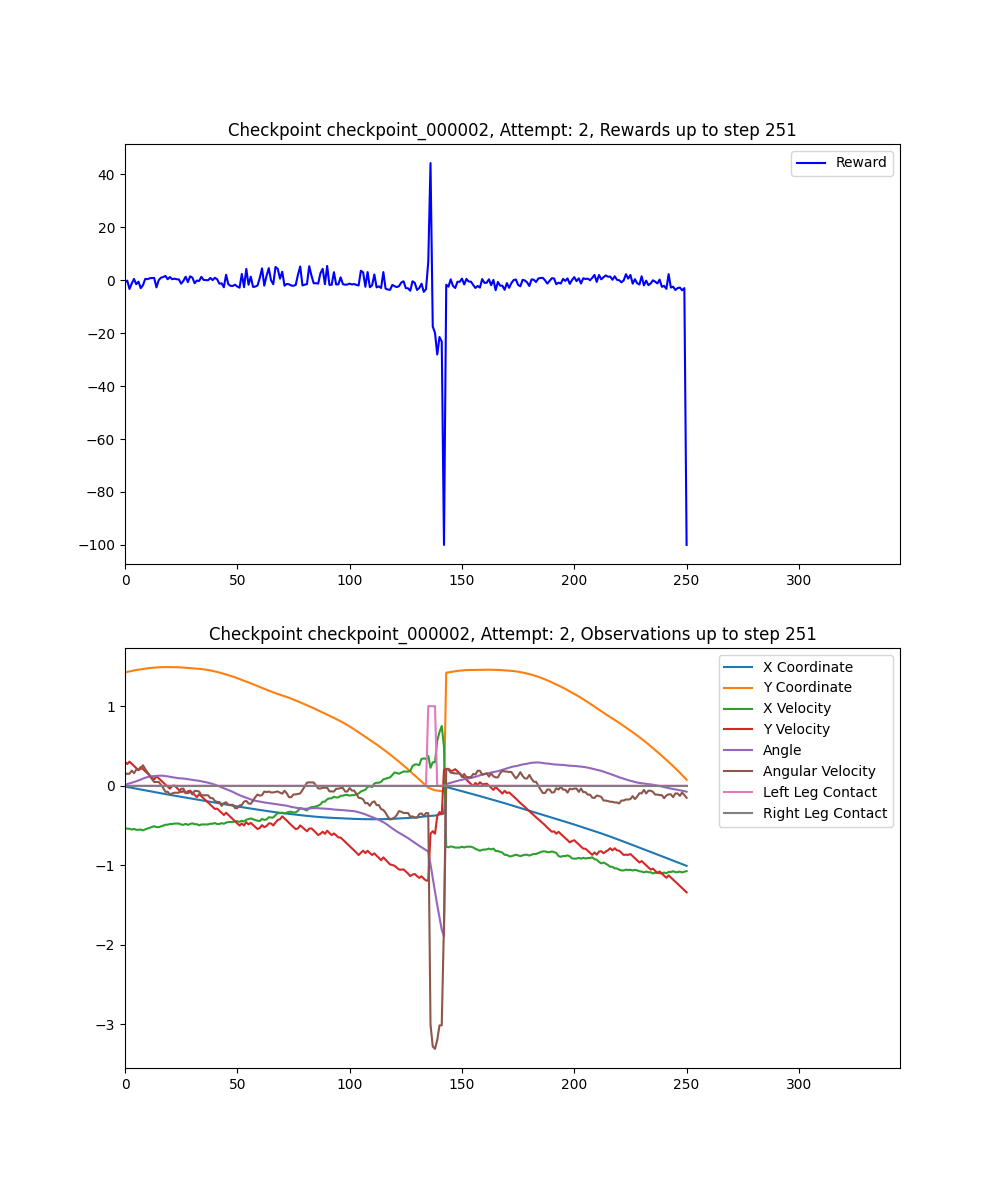 Checkpoint checkpoint_000002, Attempt: 2, Rewards up to step 251
Reward
40
20
0
−20
−40
−60
−80
−100
0 50 100 150 200 250 300
Checkpoint checkpoint_000002, Attempt: 2, Observations up to step 251
X Coordinate
Y Coordinate
X Velocity
Y Velocity
Angle
Angular Velocity
Left Leg Contact
Right Leg Contact
1
0
−1
−2
−3
0 50 100 150 200 250 300